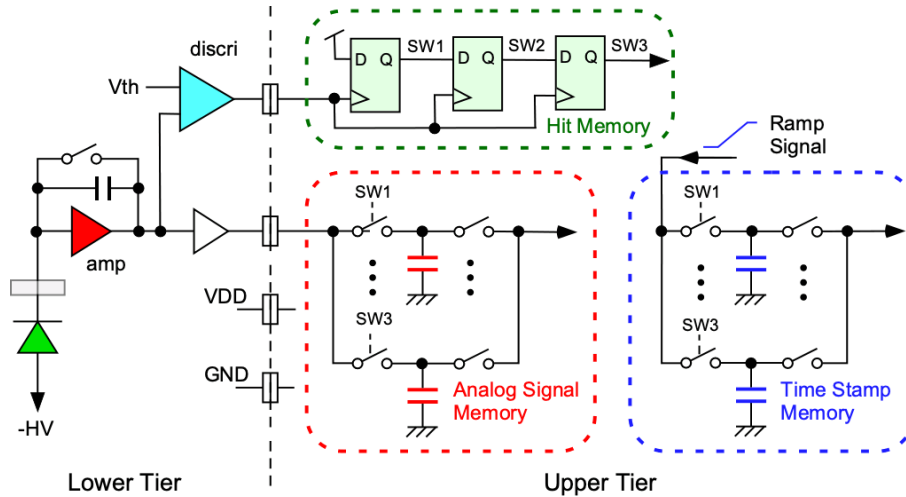 discri
Vth
D Q
SW1
D Q
SW2
D Q
SW3
Hit Memory
Ramp
Signal
amp
VDD
GND
-HV
SW1
SW3
Analog Signal
Memory
SW1
SW3
Time Stamp
Memory
Lower Tier
Upper Tier